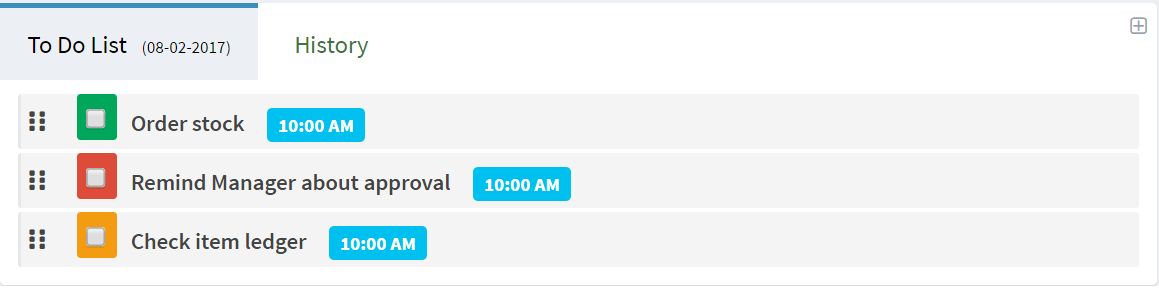 To Do List (08-02-2017) History
Order stock 10:00 AM
Remind Manager about approval 10:00 AM
Check item ledger 10:00 AM